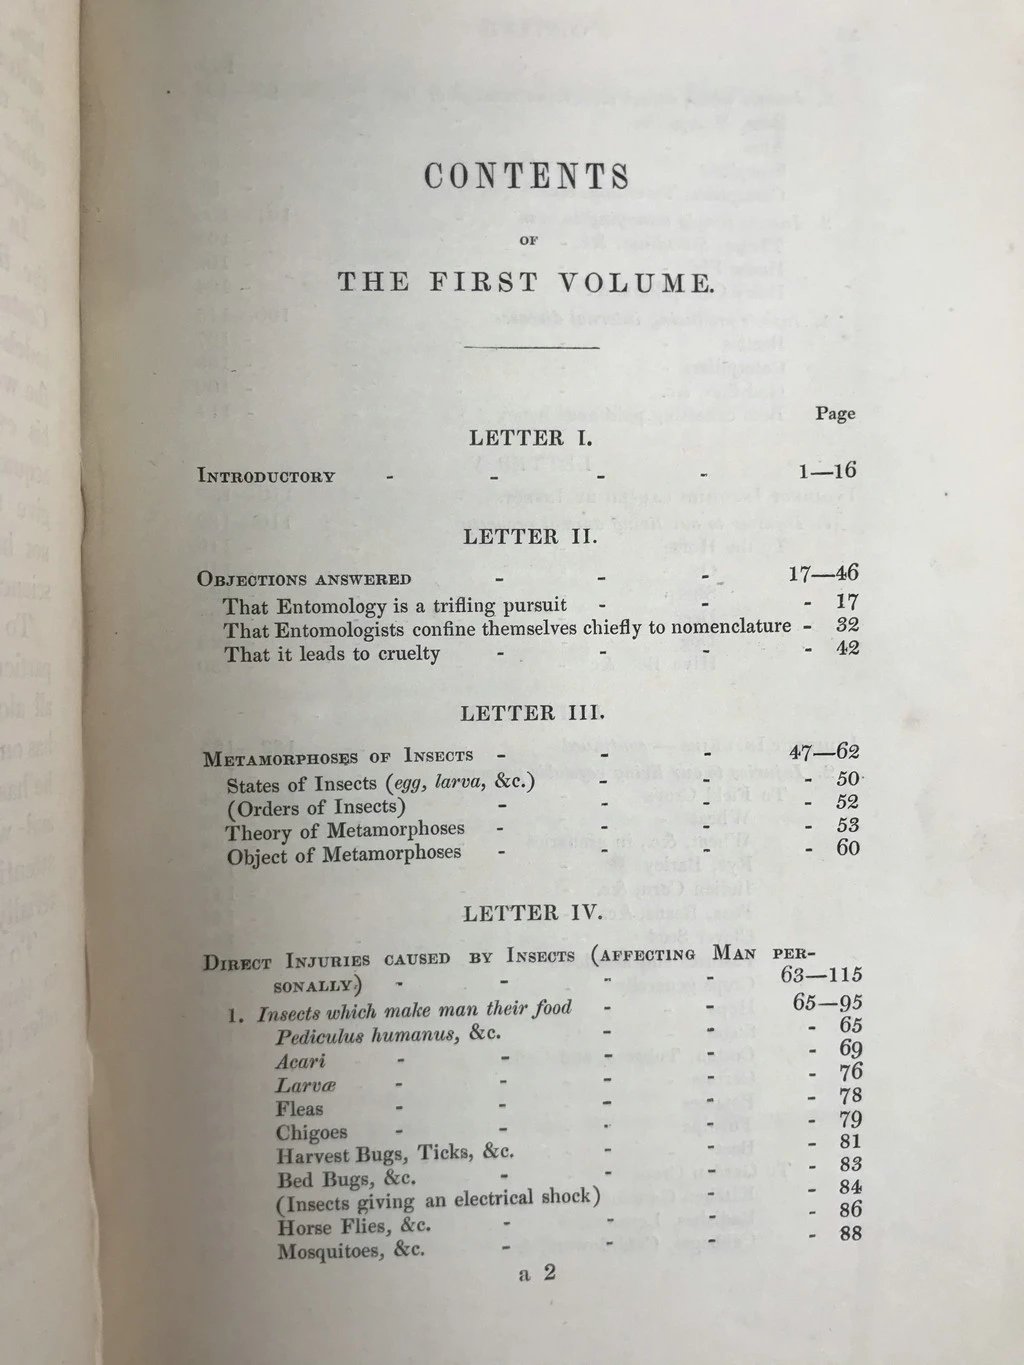 CONTENTS
OF
THE FIRST VOLUME.
Page
LETTER I.
INTRODUCTORY - - - - 1—16
LETTER II.
OBJECTIONS ANSWERED - - - 17—46
That Entomology is a trifling pursuit - - - 17
That Entomologists confine themselves chiefly to nomenclature - 32
That it leads to cruelty - - - - 42
LETTER III.
METAMORPHOSES OF INSECTS - - - 47—62
States of Insects (egg, larva, &c.) - - - 50
(Orders of Insects) - - - - 52
Theory of Metamorphoses - - - - 53
Object of Metamorphoses - - - - 60
LETTER IV.
DIRECT INJURIES CAUSED BY INSECTS (AFFECTING MAN PER-
SONALLY.) - - - - 63—115
1. Insects which make man their food - - 65—95
Pediculus humanus, &c. - - - 65
Acari - - - - - 69
Larvæ - - - - - 76
Fleas - - - - - 78
Chigoes - - - - - 79
Harvest Bugs, Ticks, &c. - - - 81
Bed Bugs, &c. - - - - 83
(Insects giving an electrical shock) - - 84
Horse Flies, &c. - - - - 86
Mosquitoes, &c. - - - - 88
a 2